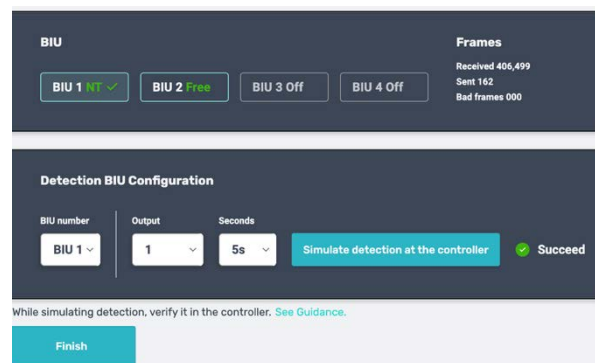 BIU
Frames
Received 406,499
BIU 1 NT ✓ BIU 2 Free BIU 3 Off BIU 4 Off
Sent 162
Bad frames 000
Detection BIU Configuration
BIU number Output Seconds
BIU 1 1 5s Simulate detection at the controller Succeed
While simulating detection, verify it in the controller. See Guidance.
Finish